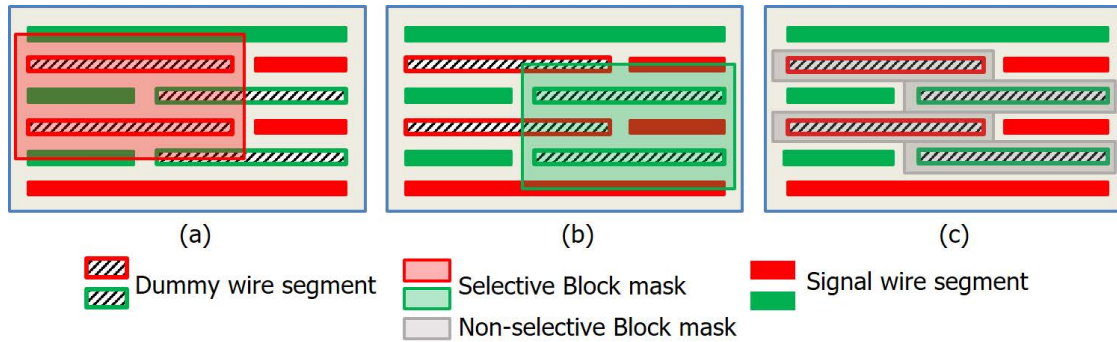 (a)
(b)
(c)
Dummy wire segment
Selective Block mask
Non-selective Block mask
Signal wire segment